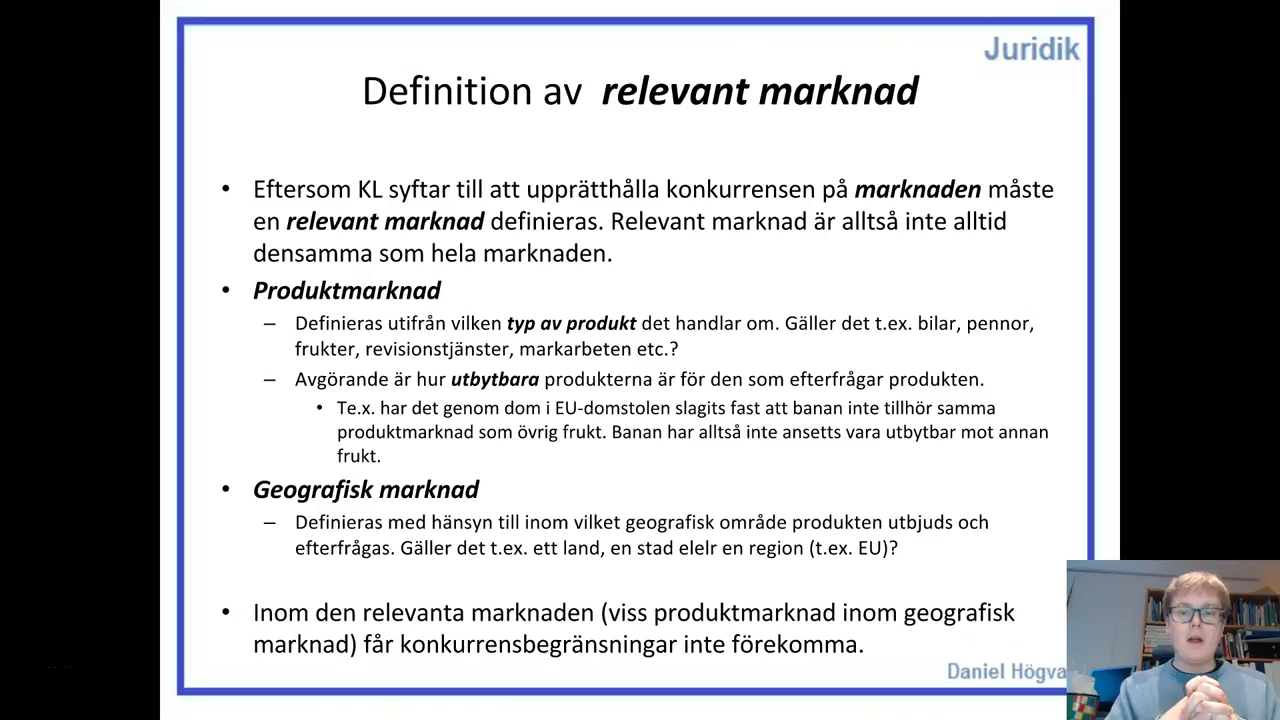 Juridik
Definition av relevant marknad
• Eftersom KL syftar till att upprätthålla konkurrensen på marknaden måste
en relevant marknad definieras. Relevant marknad är alltså inte alltid
densamma som hela marknaden.
• Produktmarknad
– Definieras utifrån vilken typ av produkt det handlar om. Gäller det t.ex. bilar, pennor,
frukter, revisionstjänster, markarbeten etc.?
– Avgörande är hur utbytbara produkterna är för den som efterfrågar produkten.
• Te.x. har det genom dom i EU-domstolen slagits fast att banan inte tillhör samma
produktmarknad som övrig frukt. Banan har alltså inte ansetts vara utbytbar mot annan
frukt.
• Geografisk marknad
– Definieras med hänsyn till inom vilket geografisk område produkten utbjuds och
efterfrågas. Gäller det t.ex. ett land, en stad elelr en region (t.ex. EU)?
• Inom den relevanta marknaden (viss produktmarknad inom geografisk
marknad) får konkurrensbegränsningar inte förekomma.
Daniel